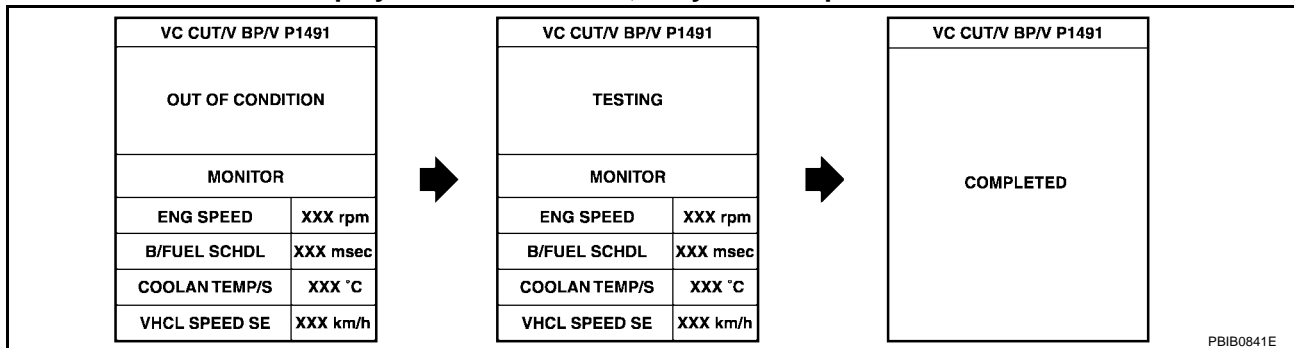 VC CUT/V BP/V P1491
OUT OF CONDITION
MONITOR
ENG SPEED XXX rpm
B/FUEL SCHDL XXX msec
COOLAN TEMP/S XXX °C
VHCL SPEED SE XXX km/h
VC CUT/V BP/V P1491
TESTING
MONITOR
ENG SPEED XXX rpm
B/FUEL SCHDL XXX msec
COOLAN TEMP/S XXX °C
VHCL SPEED SE XXX km/h
VC CUT/V BP/V P1491
COMPLETED
PBIB0841E